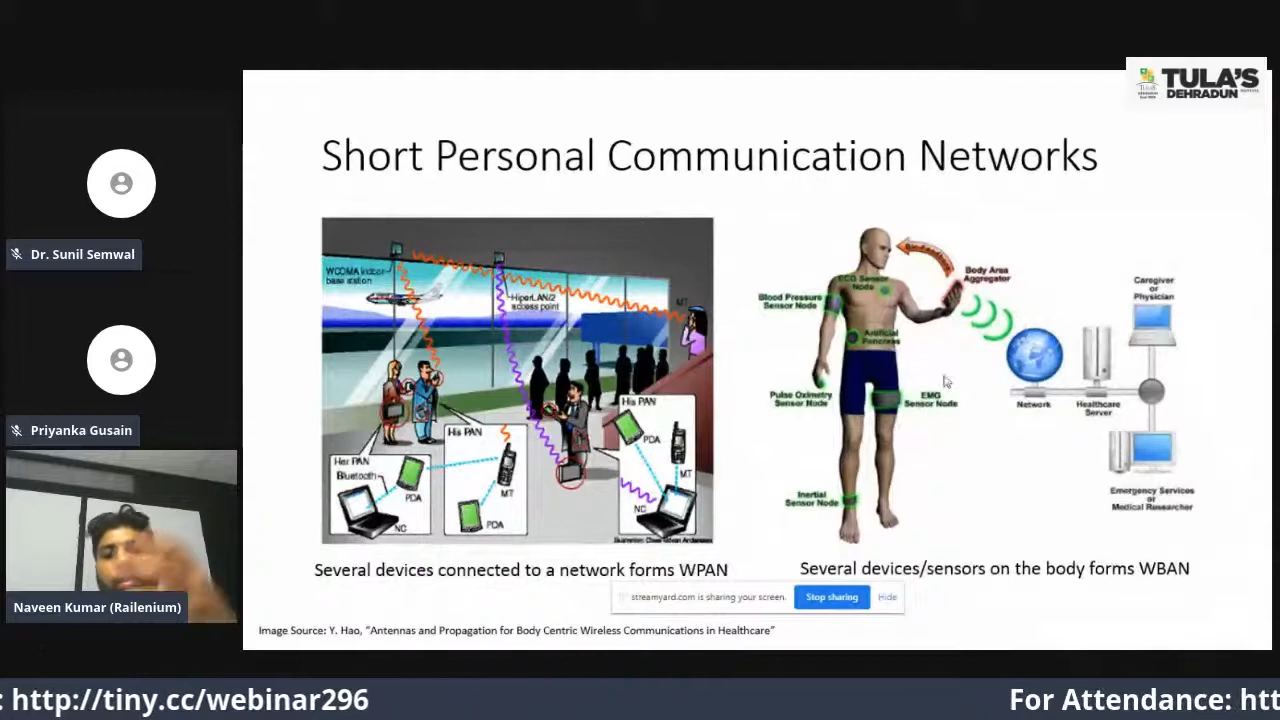 TULA'S
DEHRADUN
Dr. Sunil Semwal
Priyanka Gusain
Naveen Kumar (Railenium)
Short Personal Communication Networks
WCDMA indoor
base station
HiperLAN/2
access point
MT
His PAN
Her PAN
Bluetooth
PDA
NC
MT
PDA
His PAN
PDA
MT
NC
Several devices connected to a network forms WPAN
Biofeedback
ECG Sensor
Node
Body Area
Aggregator
Blood Pressure
Sensor Node
Artificial
Pancreas
Pulse Oximetry
Sensor Node
EMG
Sensor Node
Inertial
Sensor Node
Caregiver
or
Physician
Network
Healthcare
Server
Emergency Services
or
Medical Researcher
Several devices/sensors on the body forms WBAN
streamyard.com is sharing your screen.
Stop sharing
Hide
Image Source: Y. Hao, “Antennas and Propagation for Body Centric Wireless Communications in Healthcare”
: http://tiny.cc/webinar296
For Attendance: htt